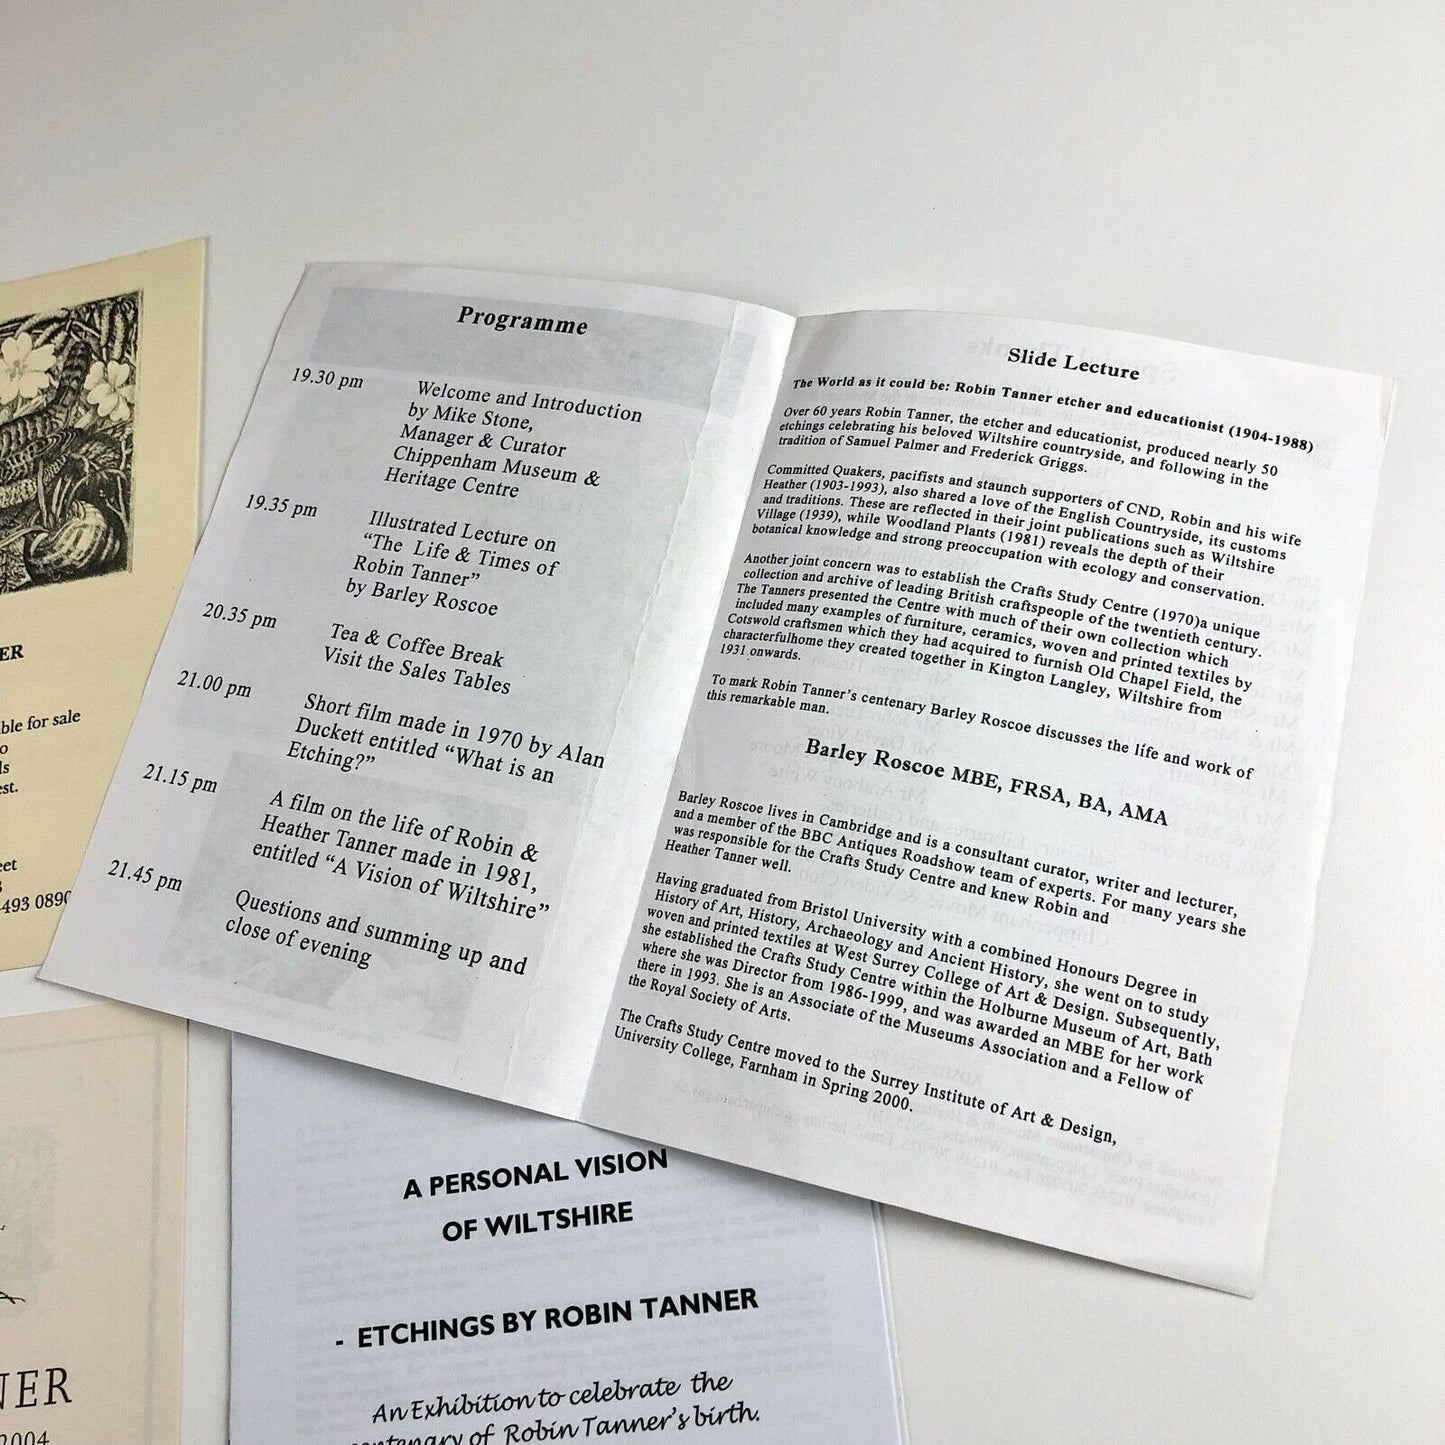 Programme
19.30 pm
Welcome and Introduction
by Mike Stone,
Manager & Curator
Chippenham Museum &
Heritage Centre
19.35 pm
Illustrated Lecture on
“The Life & Times of
Robin Tanner”
by Barley Roscoe
20.35 pm
Tea & Coffee Break
Visit the Sales Tables
21.00 pm
Short film made in 1970 by Alan
Duckett entitled “What is an
Etching?”
21.15 pm
A film on the life of Robin &
Heather Tanner made in 1981,
entitled “A Vision of Wiltshire”
21.45 pm
Questions and summing up and
close of evening
Slide Lecture
The World as it could be: Robin Tanner etcher and educationist (1904-1988)
Over 60 years Robin Tanner, the etcher and educationist, produced nearly 50
etchings celebrating his beloved Wiltshire countryside, and following in the
tradition of Samuel Palmer and Frederick Griggs.
Committed Quakers, pacifists and staunch supporters of CND, Robin and his wife
Heather (1903-1993), also shared a love of the English Countryside, its customs
and traditions. These are reflected in their joint publications such as Wiltshire
Village (1939), while Woodland Plants (1981) reveals the depth of their
botanical knowledge and strong preoccupation with ecology and conservation.
Another joint concern was to establish the Crafts Study Centre (1970)a unique
collection and archive of leading British craftspeople of the twentieth century.
The Tanners presented the Centre with much of their own collection which
included many examples of furniture, ceramics, woven and printed textiles by
Cotswold craftsmen which they had acquired to furnish Old Chapel Field, the
characterfulhome they created together in Kington Langley, Wiltshire from
1931 onwards.
To mark Robin Tanner’s centenary Barley Roscoe discusses the life and work of
this remarkable man.
Barley Roscoe MBE, FRSA, BA, AMA
Barley Roscoe lives in Cambridge and is a consultant curator, writer and lecturer,
and a member of the BBC Antiques Roadshow team of experts. For many years she
was responsible for the Crafts Study Centre and knew Robin and
Heather Tanner well.
Having graduated from Bristol University with a combined Honours Degree in
History of Art, History, Archaeology and Ancient History, she went on to study
woven and printed textiles at West Surrey College of Art & Design. Subsequently,
she established the Crafts Study Centre within the Holburne Museum of Art, Bath
where she was Director from 1986-1999, and was awarded an MBE for her work
there in 1993. She is an Associate of the Museums Association and a Fellow of
the Royal Society of Arts.
The Crafts Study Centre moved to the Surrey Institute of Art & Design,
University College, Farnham in Spring 2000.
ER
ble for sale
o
ls
est.
eet
493 0890
NER
2004
A PERSONAL VISION
OF WILTSHIRE
- ETCHINGS BY ROBIN TANNER
An Exhibition to celebrate the
centenary of Robin Tanner’s birth.